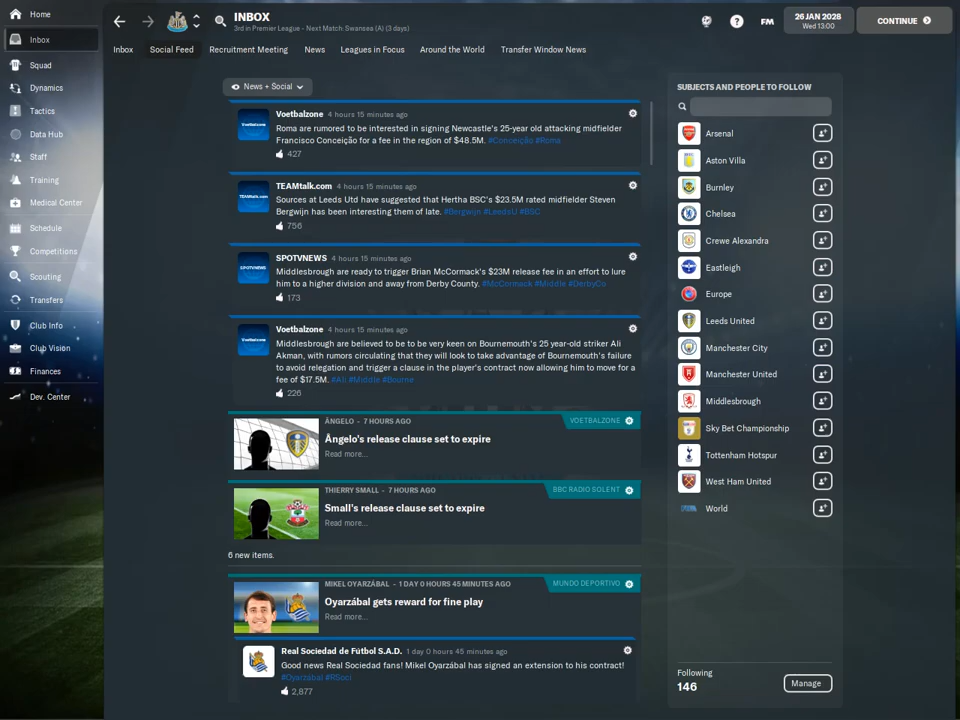 Home
Inbox
Squad
Dynamics
Tactics
Data Hub
Staff
Training
Medical Center
Schedule
Competitions
Scouting
Transfers
Club Info
Club Vision
Finances
Dev. Center
INBOX
3rd in Premier League - Next Match: Swansea (A) (3 days)
?
FM
26 JAN 2028
Wed 13:00
CONTINUE
Inbox
Social Feed
Recruitment Meeting
News
Leagues in Focus
Around the World
Transfer Window News
News + Social
Voetbalzone 4 hours 15 minutes ago
Roma are rumored to be interested in signing Newcastle's 25-year old attacking midfielder
Francisco Conceição for a fee in the region of $48.5M. #Conceição #Roma
427
TEAMtalk.com 4 hours 15 minutes ago
Sources at Leeds Utd have suggested that Hertha BSC's $23.5M rated midfielder Steven
Bergwijn has been interesting them of late. #Bergwijn #LeedsU #BSC
756
SPOTVNEWS 4 hours 15 minutes ago
Middlesbrough are ready to trigger Brian McCormack's $23M release fee in an effort to lure
him to a higher division and away from Derby County. #McCormack #Middle #DerbyCo
173
Voetbalzone 4 hours 15 minutes ago
Middlesbrough are believed to be to be very keen on Bournemouth's 25 year-old striker Ali
Akman, with rumors circulating that they will look to take advantage of Bournemouth's failure
to avoid relegation and trigger a clause in the player's contract now allowing him to move for a
fee of $17.5M. #Ali #Middle #Bourne
226
ÂNGELO - 7 HOURS AGO
VOETBALZONE
Ângelo's release clause set to expire
Read more...
THIERRY SMALL - 7 HOURS AGO
BBC RADIO SOLENT
Small's release clause set to expire
Read more...
6 new items.
MIKEL OYARZÁBAL - 1 DAY 0 HOURS 45 MINUTES AGO
MUNDO DEPORTIVO
Oyarzábal gets reward for fine play
Read more...
Real Sociedad de Fútbol S.A.D. 1 day 0 hours 45 minutes ago
Good news Real Sociedad fans! Mikel Oyarzábal has signed an extension to his contract!
#Oyarzábal #RSoci
2,877
SUBJECTS AND PEOPLE TO FOLLOW
Arsenal
Aston Villa
Burnley
Chelsea
Crewe Alexandra
Eastleigh
Europe
Leeds United
Manchester City
Manchester United
Middlesbrough
Sky Bet Championship
Tottenham Hotspur
West Ham United
World
Following
146
Manage